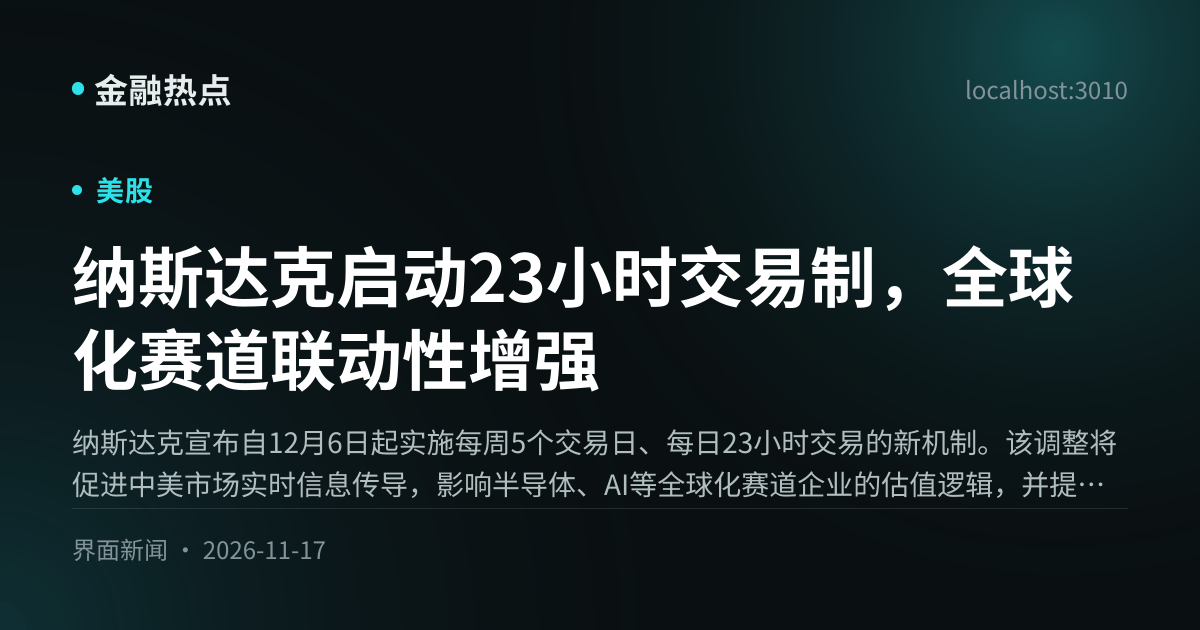 金融热点
localhost:3010
美股
纳斯达克启动23小时交易制，全球
化赛道联动性增强
纳斯达克宣布自12月6日起实施每周5个交易日、每日23小时交易的新机制。该调整将
促进中美市场实时信息传导，影响半导体、AI等全球化赛道企业的估值逻辑，并提…
界面新闻 • 2026-11-17